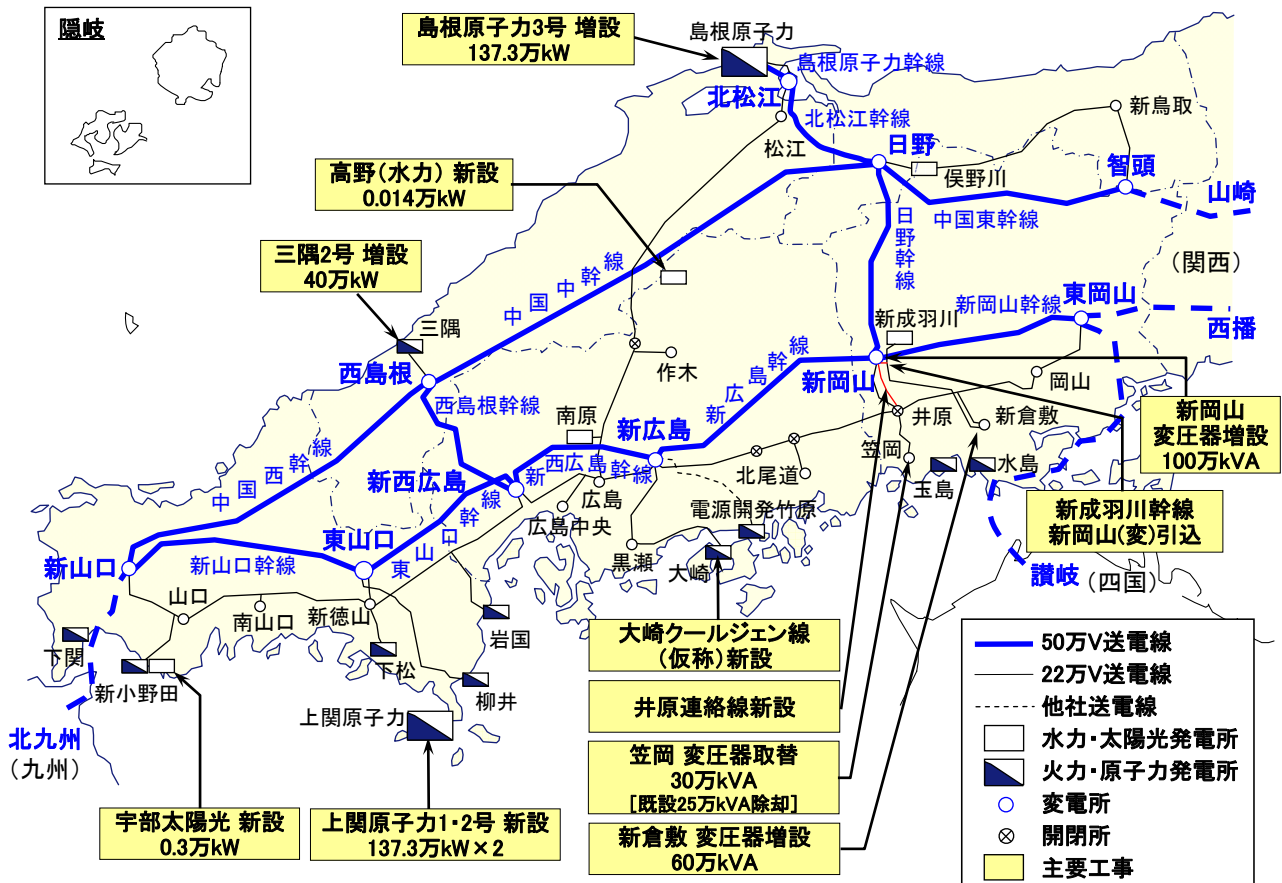 隠岐
島根原子力3号 増設
137.3万kW
島根原子力
島根原子力幹線
北松江
北松江幹線
松江
新鳥取
日野
俣野川
智頭
山崎
中国東幹線
日野幹線
(関西)
高野(水力) 新設
0.014万kW
三隅2号 増設
40万kW
三隅
中国中幹線
西島根
西島根幹線
作木
新成羽川
新岡山幹線
東岡山
西播
新岡山
岡山
新広島幹線
南原
新広島
井原
新倉敷
笠岡
新岡山
変圧器増設
100万kVA
北尾道
玉島
水島
新西広島
新西広島幹線
広島
広島中央
電源開発竹原
新成羽川幹線
新岡山(変)引込
中国西幹線
東山口
東山口幹線
黒瀬
大崎
讃岐
(四国)
新山口
新山口幹線
山口
南山口
新徳山
岩国
下関
新小野田
下松
柳井
上関原子力
北九州
(九州)
大崎クールジェン線
(仮称)新設
井原連絡線新設
笠岡 変圧器取替
30万kVA
[既設25万kVA除却]
新倉敷 変圧器増設
60万kVA
宇部太陽光 新設
0.3万kW
上関原子力1・2号 新設
137.3万kW×2
50万V送電線
22万V送電線
他社送電線
水力・太陽光発電所
火力・原子力発電所
変電所
開閉所
主要工事